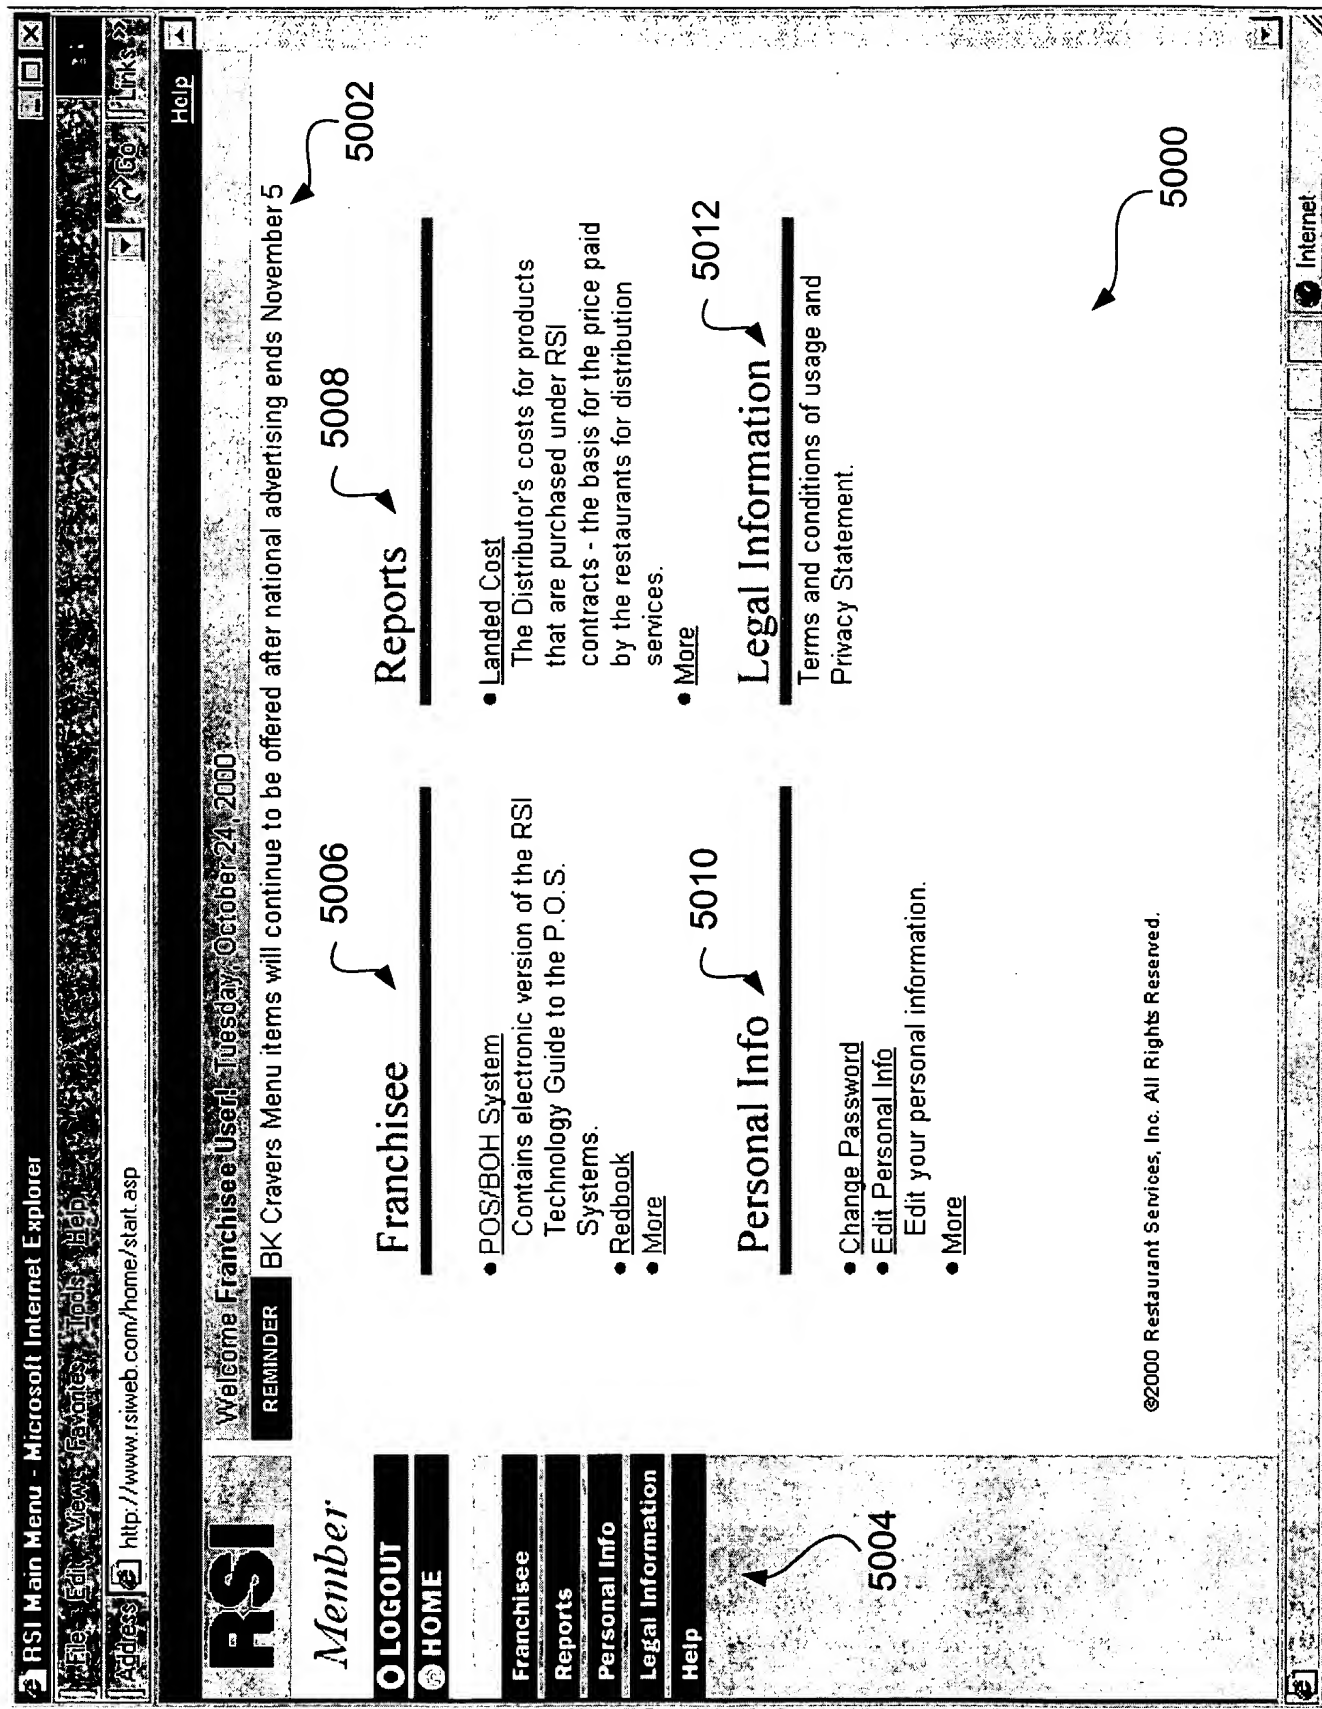 RSI Main Menu - Microsoft Internet Explorer
File Edit View Favorites Tools Help
Address http://www.rsiweb.com/home/start.asp Go Links »
Help
RSI
Welcome Franchisee User! Tuesday, October 24, 2000
REMINDER BK Cravers Menu items will continue to be offered after national advertising ends November 5
5002
Member
LOGOUT
HOME
Franchisee
Reports
Personal Info
Legal Information
Help
5004
Franchisee
5006
• POS/BOH System
Contains electronic version of the RSI
Technology Guide to the P.O.S.
Systems.
• Redbook
• More
Reports
5008
• Landed Cost
The Distributor's costs for products
that are purchased under RSI
contracts - the basis for the price paid
by the restaurants for distribution
services.
• More
Personal Info
5010
• Change Password
• Edit Personal Info
Edit your personal information.
• More
Legal Information
5012
Terms and conditions of usage and
Privacy Statement.
5000
©2000 Restaurant Services, Inc. All Rights Reserved.
Internet